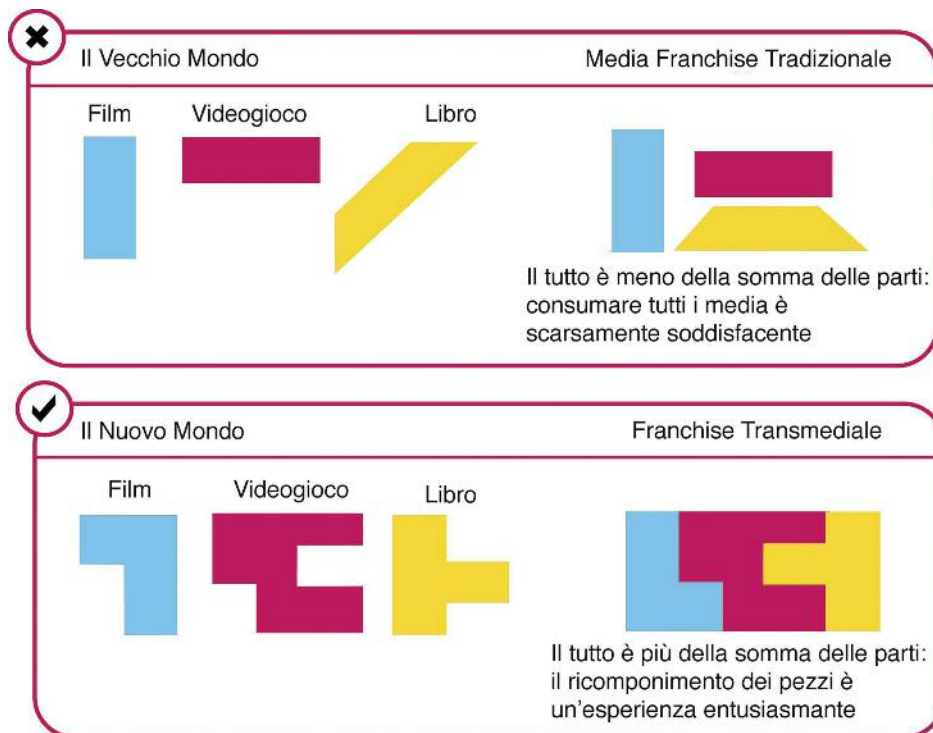 Il Vecchio Mondo
Media Franchise Tradizionale
Film
Videogioco
Libro
Il tutto è meno della somma delle parti:
consumare tutti i media è
scarsamente soddisfacente
Il Nuovo Mondo
Franchise Transmediale
Film
Videogioco
Libro
Il tutto è più della somma delle parti:
il ricomponimento dei pezzi è
un'esperienza entusiasmante